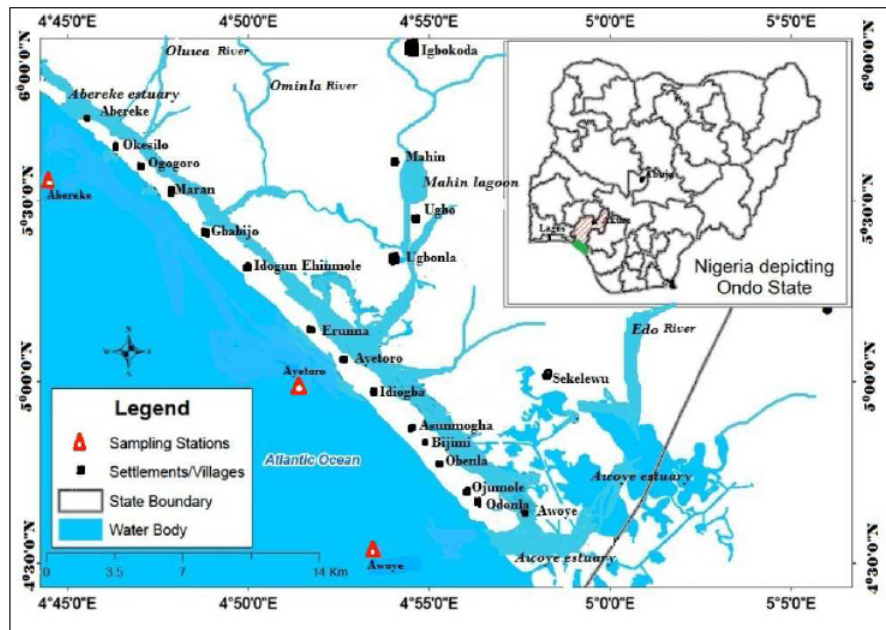 4°45'0"E
4°50'0"E
4°55'0"E
5°0'0"E
5°5'0"E
6°0'0"N
6°0'0"N
Oluwa River
Igbokoda
Ominla River
Abereke estuary
Abereke
Okesilo
Ogogoro
Mahin
Abereke
Maran
Mahin lagoon
5°30'0"N
5°30'0"N
Ugbo
Gbabijo
Ugbonla
Idogun Ehinmole
Abuja
Akure
Lagos
Nigeria depicting
Ondo State
Erunna
Edo River
N
W
E
S
Ayetoro
Ayetoro
Sekelewu
5°0'0"N
5°0'0"N
Idiogba
Legend
Sampling Stations
Settlements/Villages
State Boundary
Water Body
Asunmogha
Bijimi
Obenla
Atlantic Ocean
Awoye estuary
Ojumole
Odonla
Awoye
Awoye estuary
Awoye
0
3.5
7
14 Km
4°30'0"N
4°30'0"N
4°45'0"E
4°50'0"E
4°55'0"E
5°0'0"E
5°5'0"E